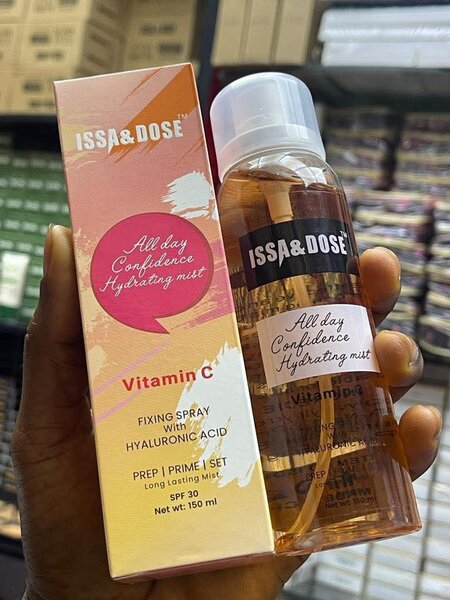 ISSA&DOSE™
All day
Confidence
Hydrating mist
Vitamin C
FIXING SPRAY
with
HYALURONIC ACID
PREP | PRIME | SET
Long Lasting Mist
SPF 30
Net wt: 150 ml
ISSA&DOSE™
All day
Confidence
Hydrating mist
Vitamin C